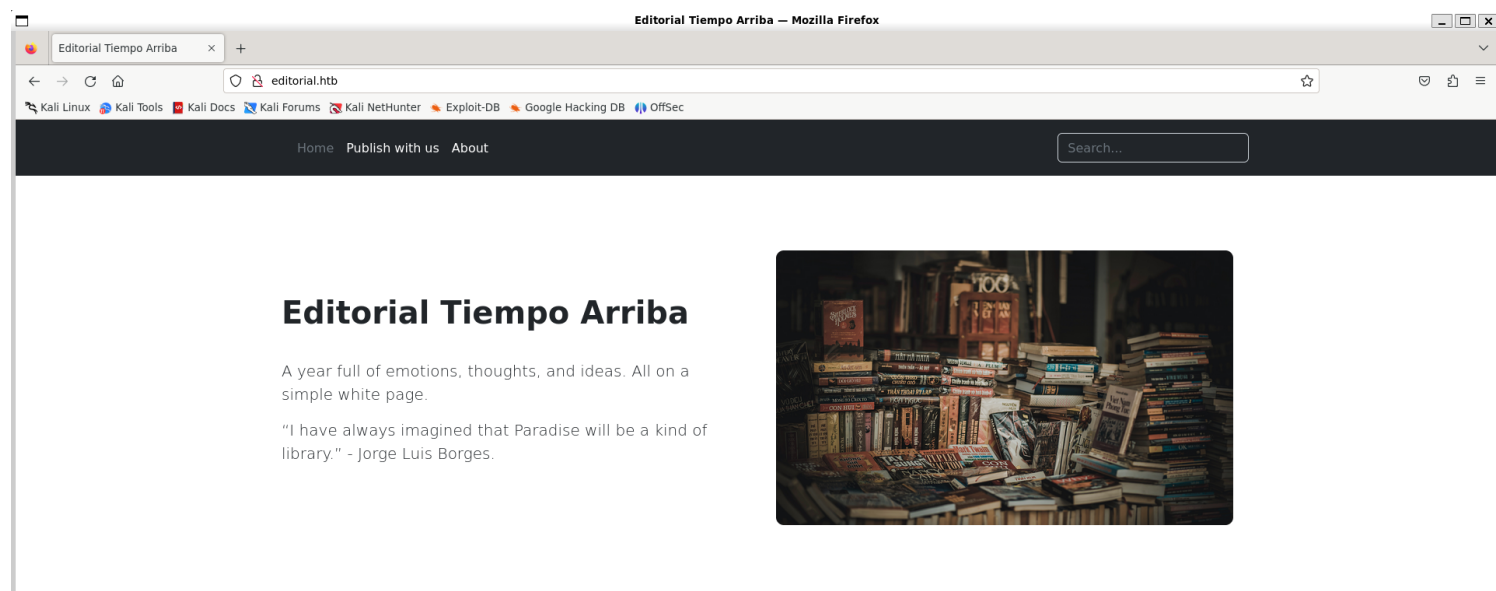 Editorial Tiempo Arriba — Mozilla Firefox
Editorial Tiempo Arriba
editorial.htb
Kali Linux Kali Tools Kali Docs Kali Forums Kali NetHunter Exploit-DB Google Hacking DB OffSec
Home Publish with us About Search...
Editorial Tiempo Arriba
A year full of emotions, thoughts, and ideas. All on a
simple white page.
“I have always imagined that Paradise will be a kind of
library.” - Jorge Luis Borges.
100